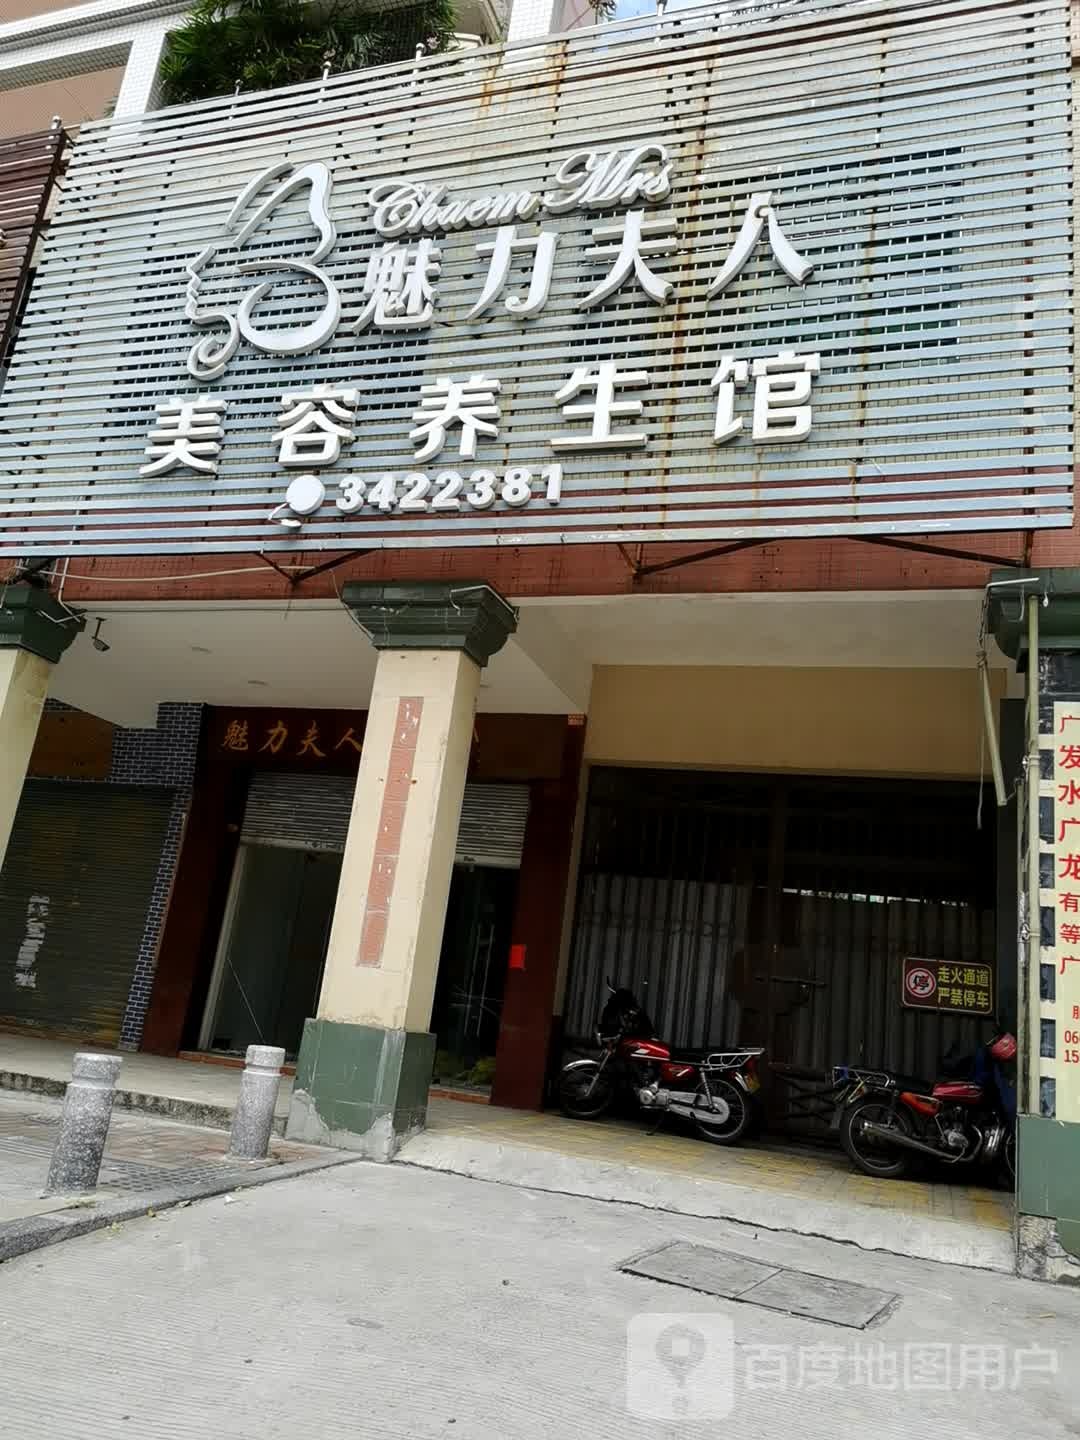 Chaem Mrs
魅力夫人
美容养生馆
3422381
魅力夫人
停
走火通道
严禁停车
广
发
水
广
龙
有
等
广
百度地图用户